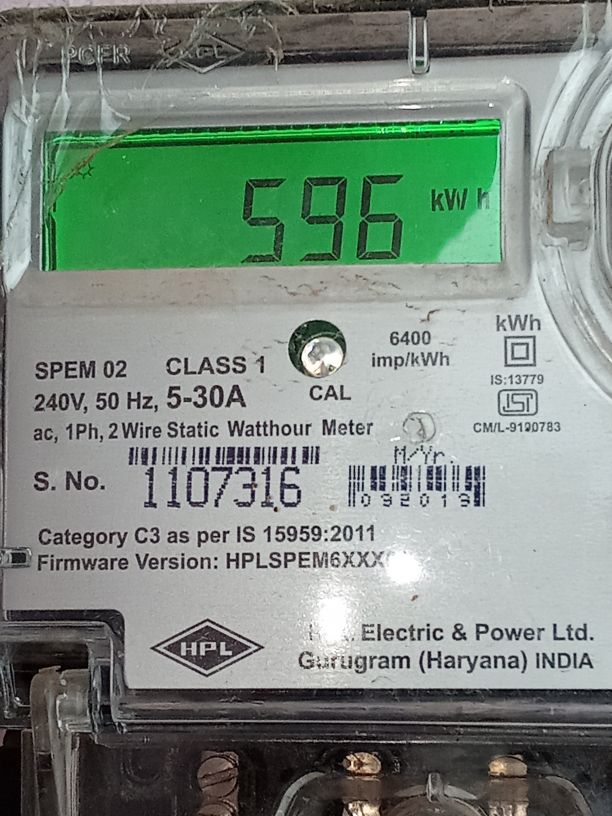 HPL
596 kWh
6400
imp/kWh
kWh
SPEM 02 CLASS 1
CAL
IS:13779
240V, 50 Hz, 5-30A
ac, 1Ph, 2 Wire Static Watthour Meter
CM/L-9190783
M/Yr.
S. No. 1107316
092019
Category C3 as per IS 15959:2011
Firmware Version: HPLSPEM6XXX
HPL
Electric & Power Ltd.
Gurugram (Haryana) INDIA